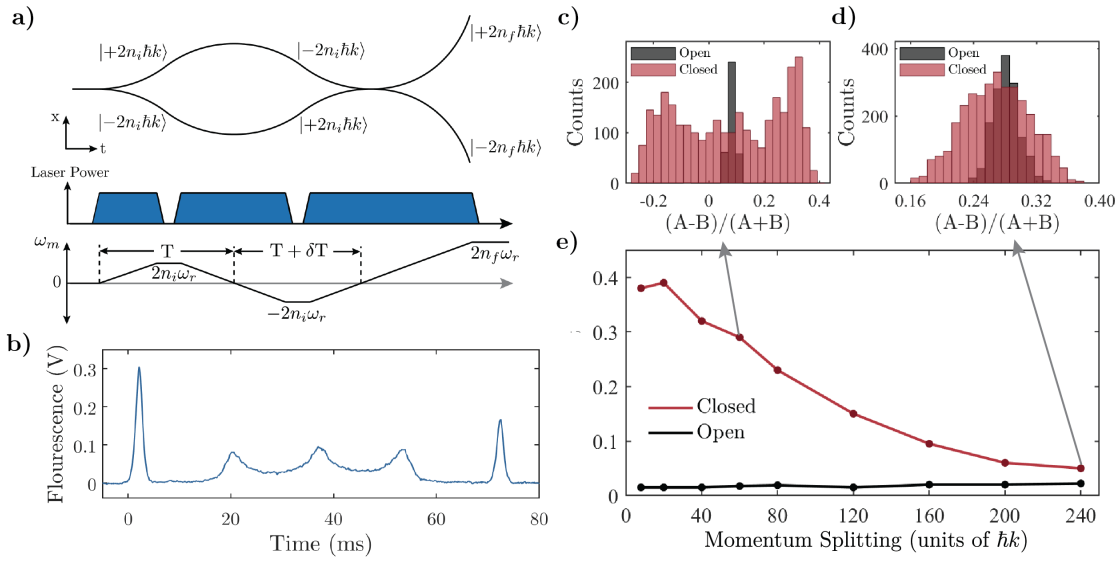 a)
|+2n_iħk⟩
|−2n_iħk⟩
|+2n_fħk⟩
|−2n_iħk⟩
|+2n_iħk⟩
|−2n_fħk⟩
x
t
Laser Power
ω_m
T
T + δT
2n_iω_r
2n_fω_r
0
−2n_iω_r
b)
Flourescence (V)
0.3
0.2
0.1
0
0 20 40 60 80
Time (ms)
c)
Open
Closed
Counts
200
100
0
-0.2 0 0.2 0.4
(A-B)/(A+B)
d)
Open
Closed
Counts
400
200
0
0.16 0.24 0.32 0.40
(A-B)/(A+B)
e)
0.4
0.3
0.2
0.1
0
Closed
Open
0 40 80 120 160 200 240
Momentum Splitting (units of ħk)